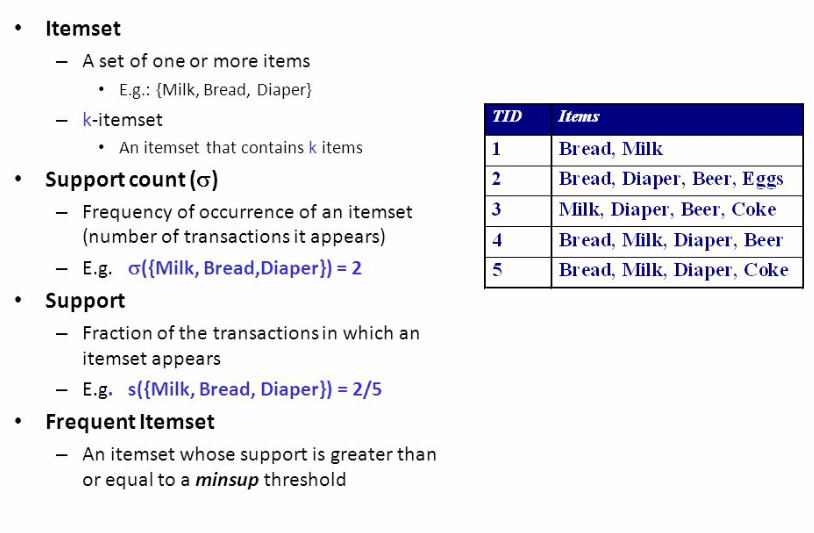 • Itemset
– A set of one or more items
• E.g.: {Milk, Bread, Diaper}
– k-itemset
• An itemset that contains k items
• Support count (σ)
– Frequency of occurrence of an itemset
(number of transactions it appears)
– E.g. σ({Milk, Bread,Diaper}) = 2
• Support
– Fraction of the transactions in which an
itemset appears
– E.g. s({Milk, Bread, Diaper}) = 2/5
• Frequent Itemset
– An itemset whose support is greater than
or equal to a minsup threshold
TID Items
1 Bread, Milk
2 Bread, Diaper, Beer, Eggs
3 Milk, Diaper, Beer, Coke
4 Bread, Milk, Diaper, Beer
5 Bread, Milk, Diaper, Coke